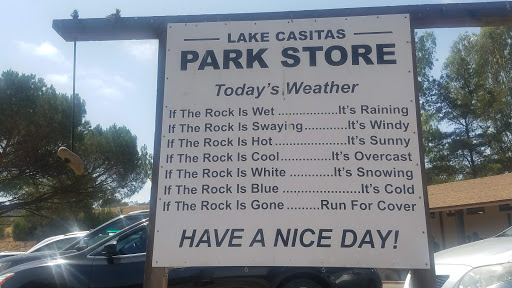 LAKE CASITAS
PARK STORE
Today's Weather
If The Rock Is Wet ..................It's Raining
If The Rock Is Swaying............It's Windy
If The Rock Is Hot.....................It's Sunny
If The Rock Is Cool..............It's Overcast
If The Rock Is White ............It's Snowing
If The Rock Is Blue ......................It's Cold
If The Rock Is Gone .........Run For Cover
HAVE A NICE DAY!